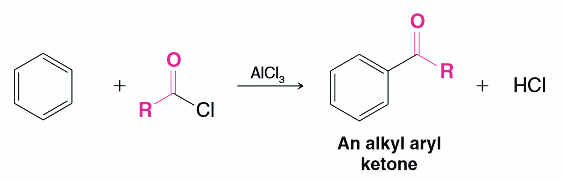 O
R
Cl
+
AlCl3
O
R
+ HCl
An alkyl aryl
ketone